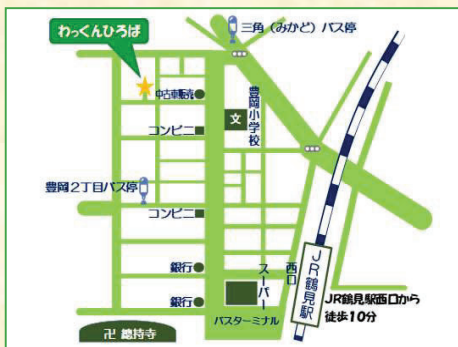 わっくんひろば
三角（みかど）バス停
中古車販売
文
豊岡小学校
コンビニ
豊岡2丁目バス停
コンビニ
銀行
銀行
スーパー
西口
JR鶴見駅
バスターミナル
JR鶴見駅西口から
徒歩10分
卍 總持寺